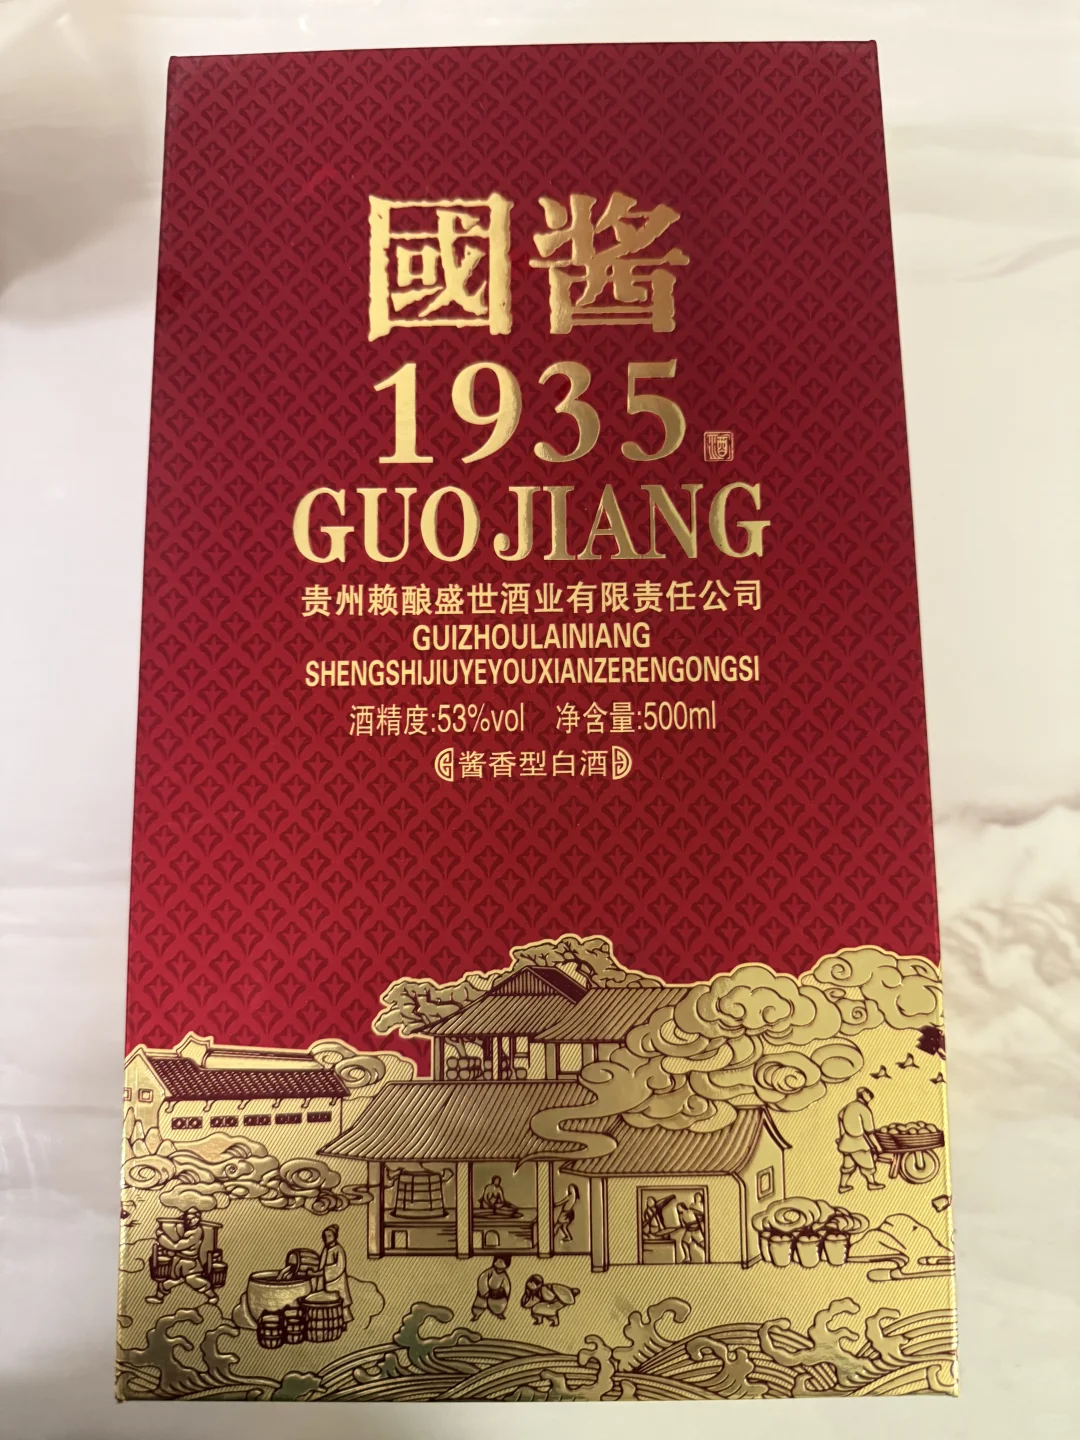 國酱
1935
酒
GUO JIANG
贵州赖酿盛世酒业有限责任公司
GUIZHOULAINIANG
SHENGSHIJIUYEYOUXIANZERENGONGSI
酒精度:53%vol 净含量:500ml
酱香型白酒